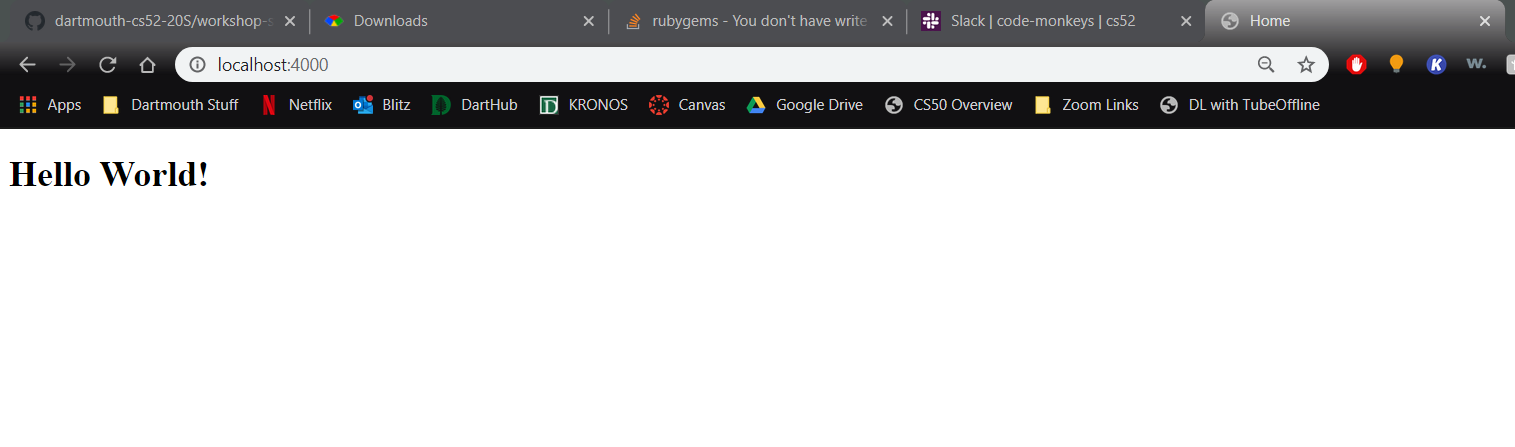 dartmouth-cs52-20S/workshop-s
Downloads
rubygems - You don't have write
Slack | code-monkeys | cs52
Home
localhost:4000
K
w.
Apps
Dartmouth Stuff
N
Netflix
Blitz
DartHub
D
KRONOS
Canvas
Google Drive
CS50 Overview
Zoom Links
DL with TubeOffline
Hello World!